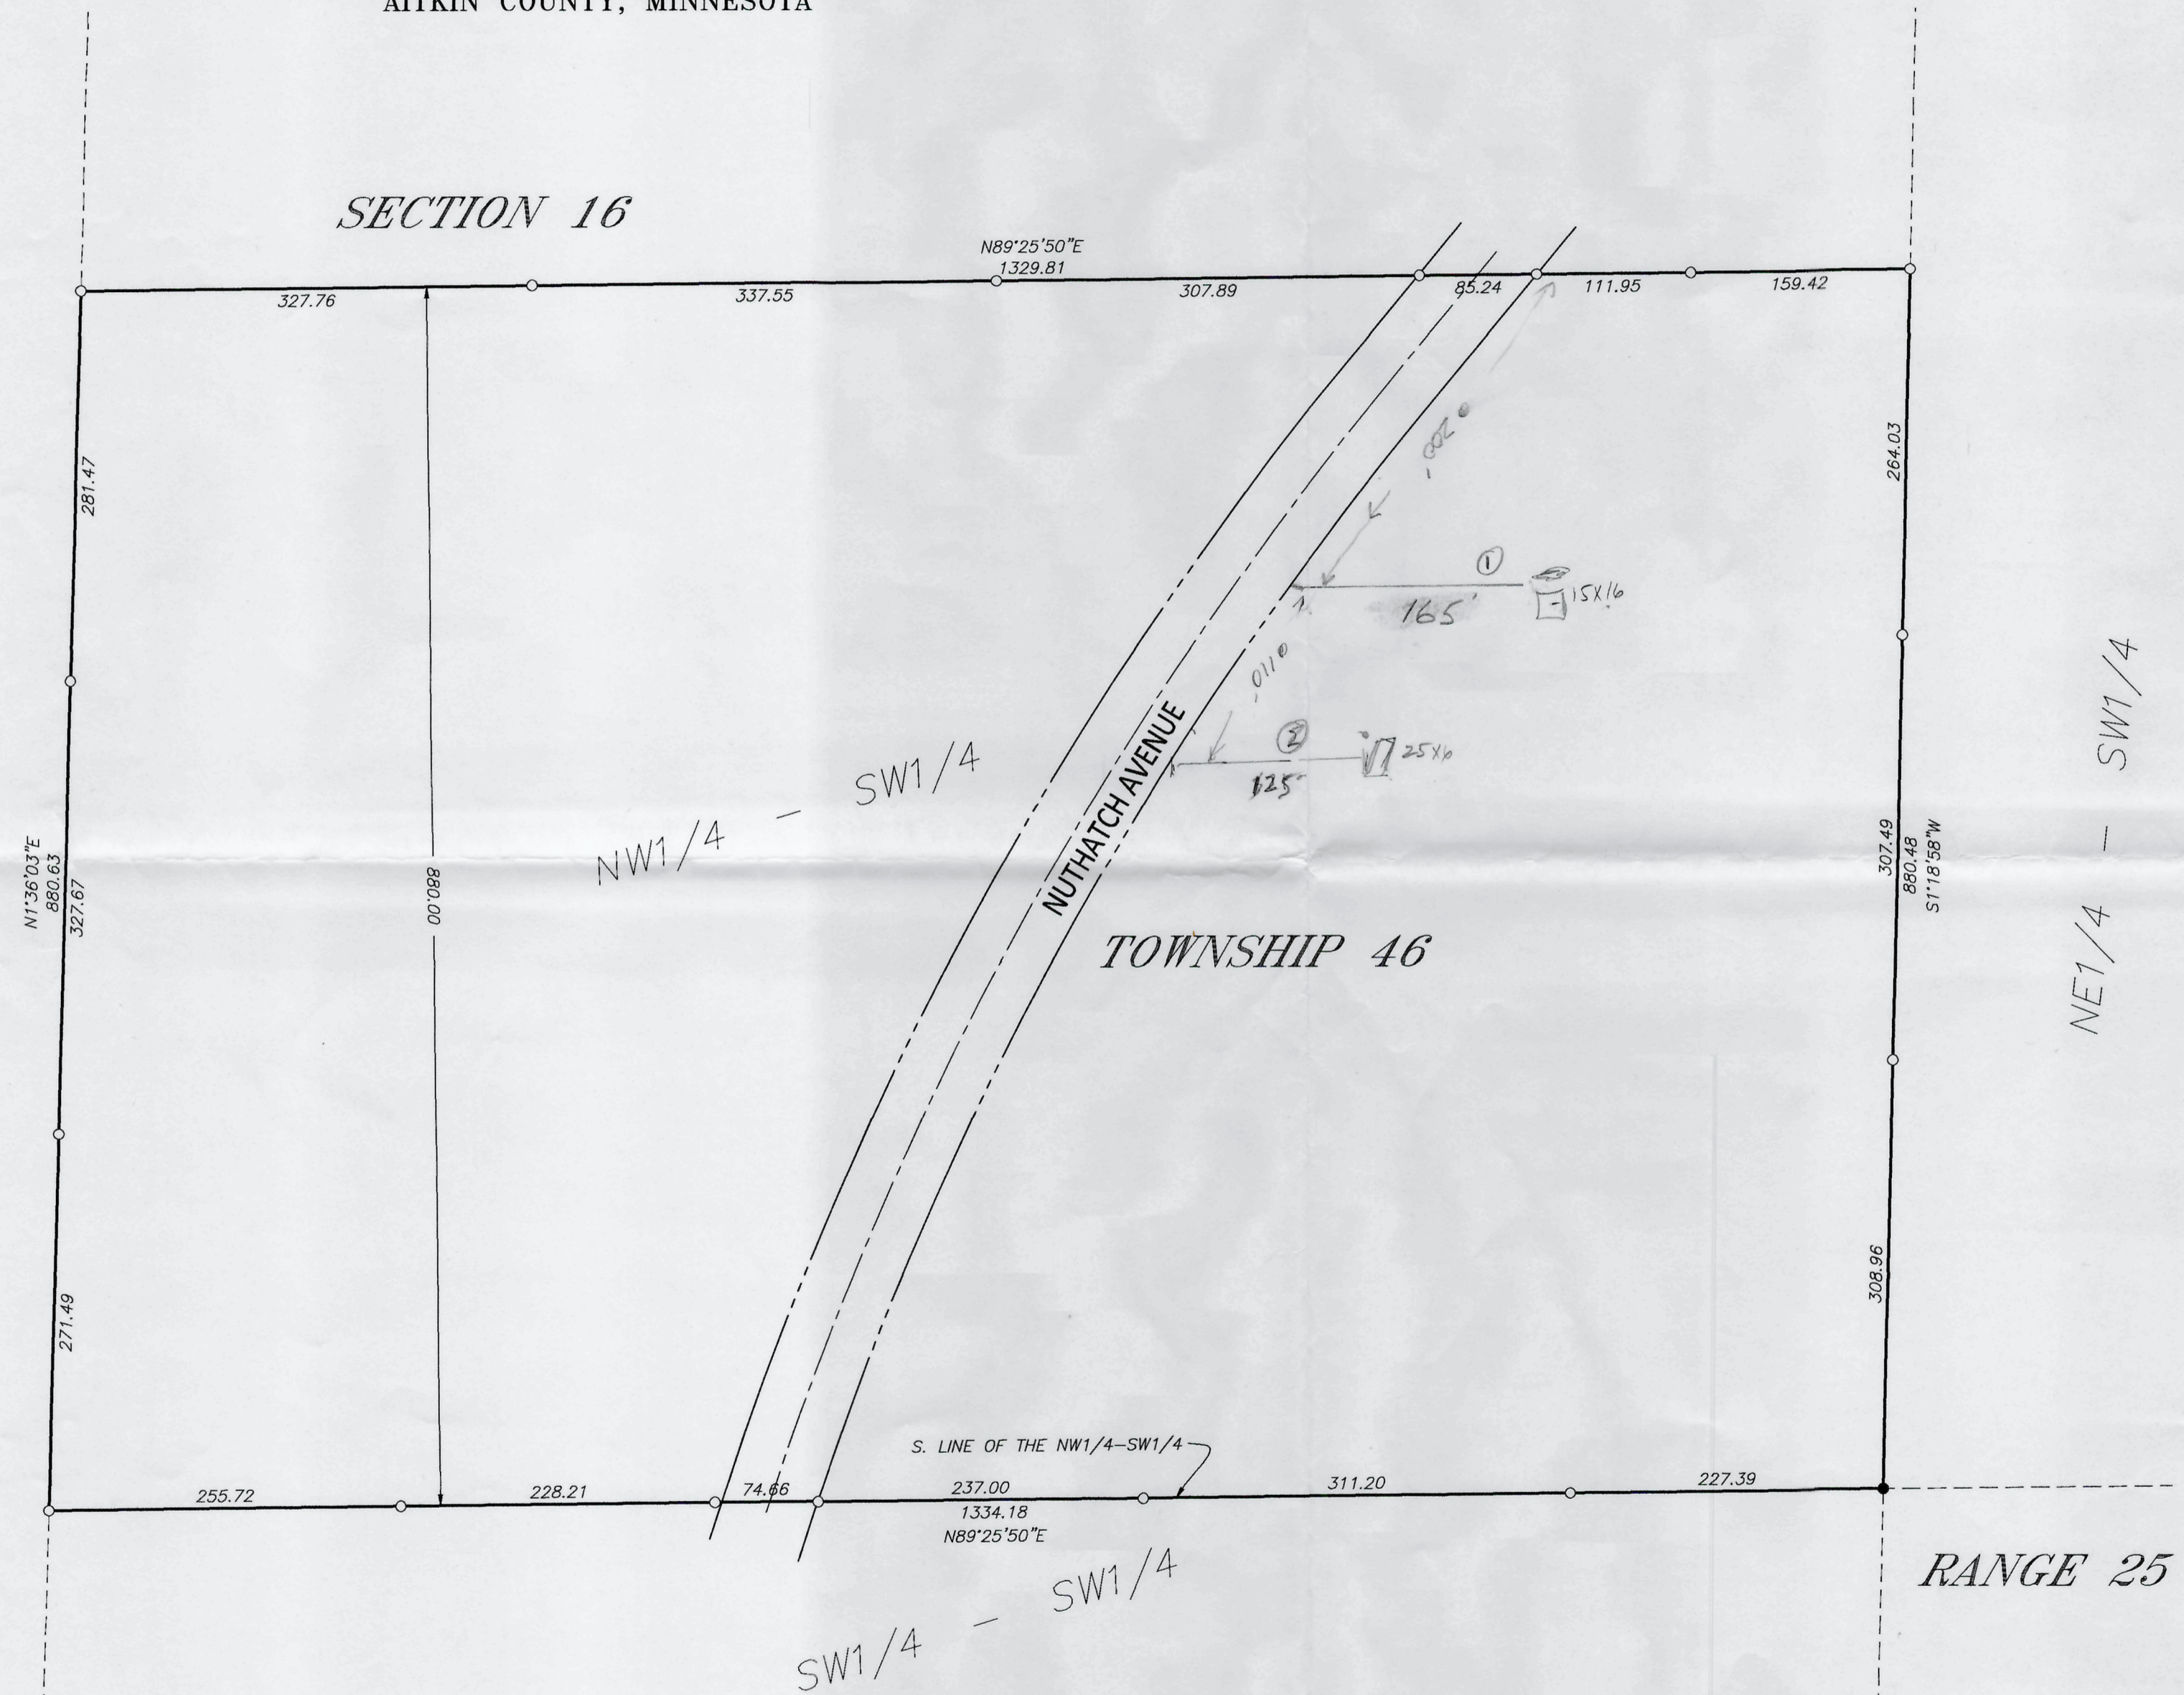 AITKIN COUNTY, MINNESOTA
SECTION 16
N89°25'50"E
1329.81
327.76
337.55
307.89
85.24
111.95
159.42
281.47
264.03
200'
1
165'
15X16
110'
2
125'
25X6
NUTHATCH AVENUE
NW1/4 - SW1/4
N1°36'03"E
880.63
327.67
880.00
307.49
880.48
S1°18'58"W
NE1/4 - SW1/4
TOWNSHIP 46
271.49
308.96
S. LINE OF THE NW1/4-SW1/4
255.72
228.21
74.66
237.00
311.20
227.39
1334.18
N89°25'50"E
SW1/4 - SW1/4
RANGE 25